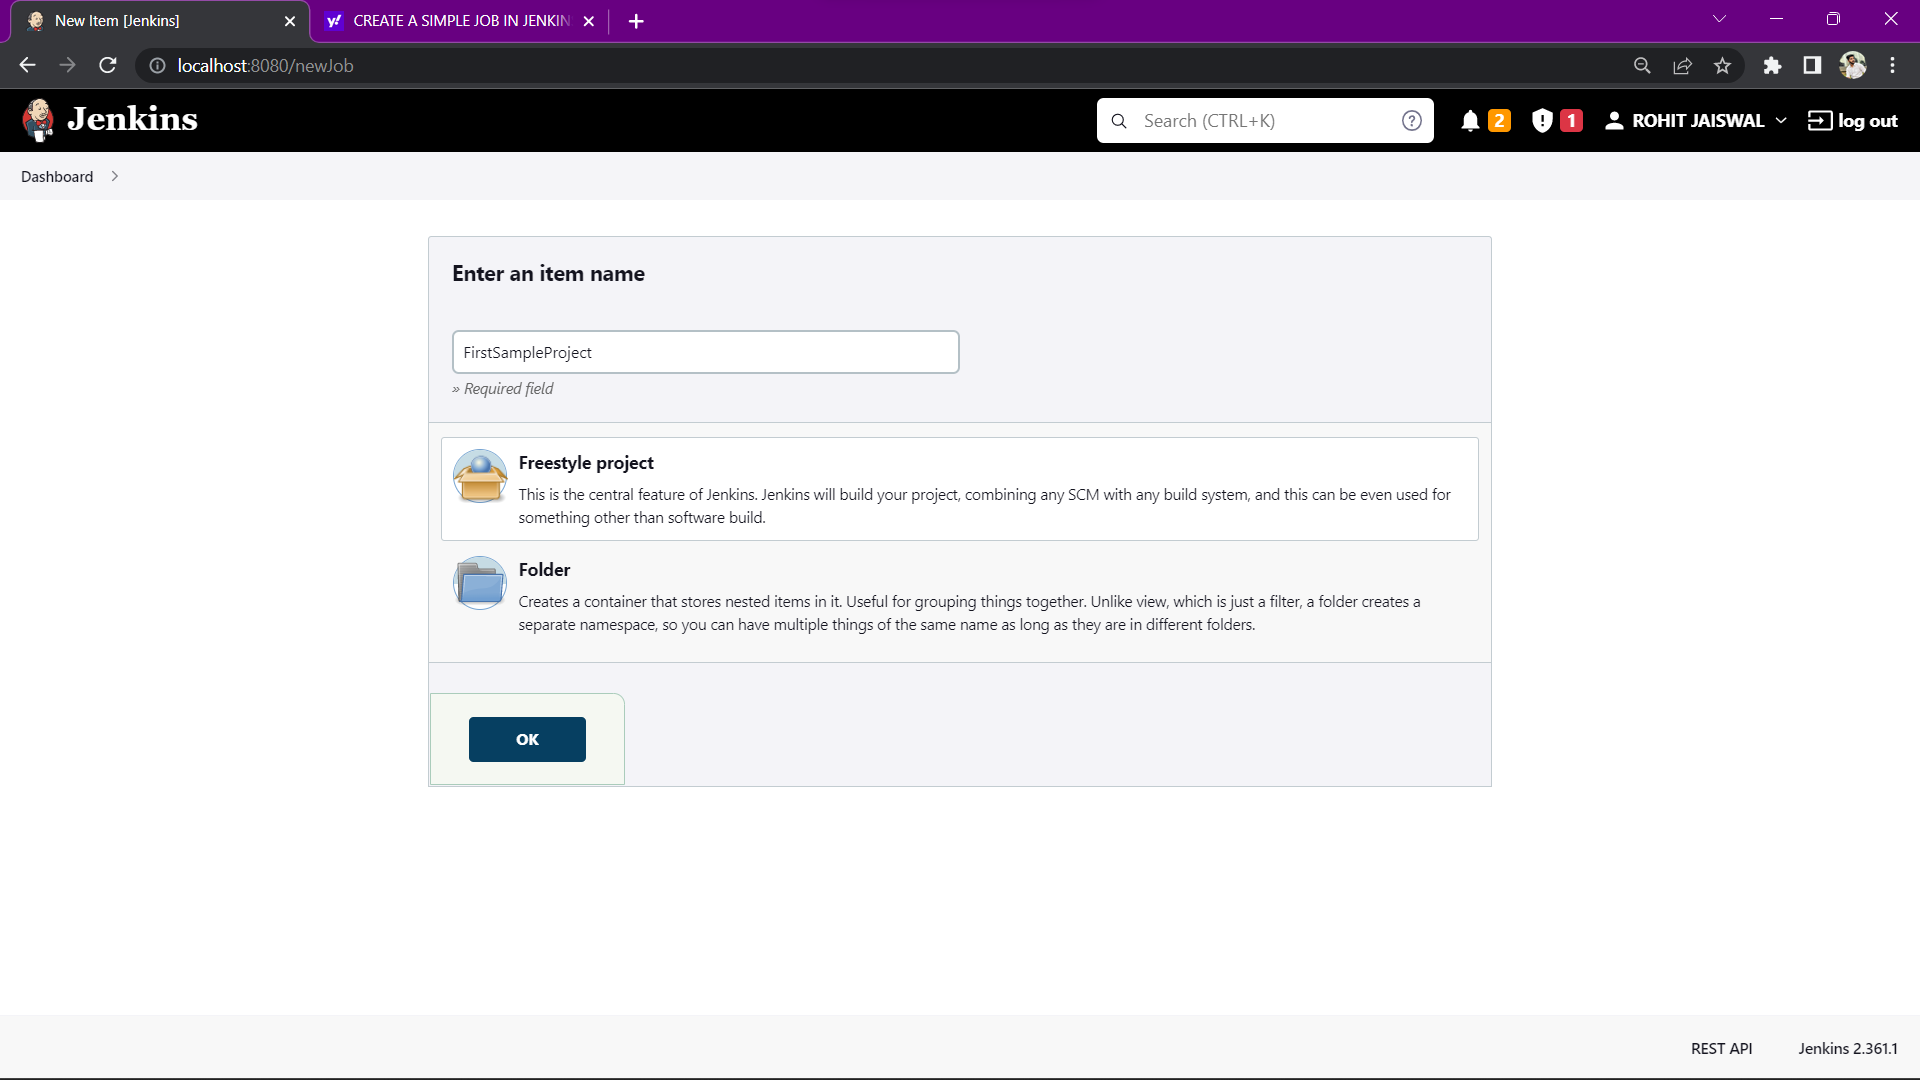 New Item [Jenkins]
CREATE A SIMPLE JOB IN JENKIN
localhost:8080/newJob
Jenkins
Search (CTRL+K)
2
1
ROHIT JAISWAL
log out
Dashboard
Enter an item name
FirstSampleProject
» Required field
Freestyle project
This is the central feature of Jenkins. Jenkins will build your project, combining any SCM with any build system, and this can be even used for
something other than software build.
Folder
Creates a container that stores nested items in it. Useful for grouping things together. Unlike view, which is just a filter, a folder creates a
separate namespace, so you can have multiple things of the same name as long as they are in different folders.
OK
REST API
Jenkins 2.361.1